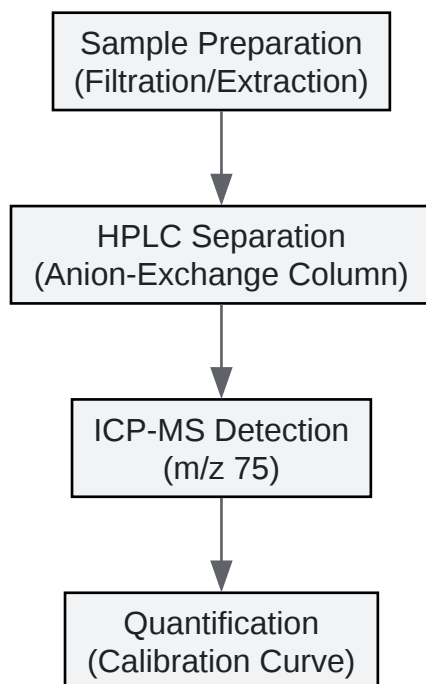 Sample Preparation
(Filtration/Extraction)
HPLC Separation
(Anion-Exchange Column)
ICP-MS Detection
(m/z 75)
Quantification
(Calibration Curve)